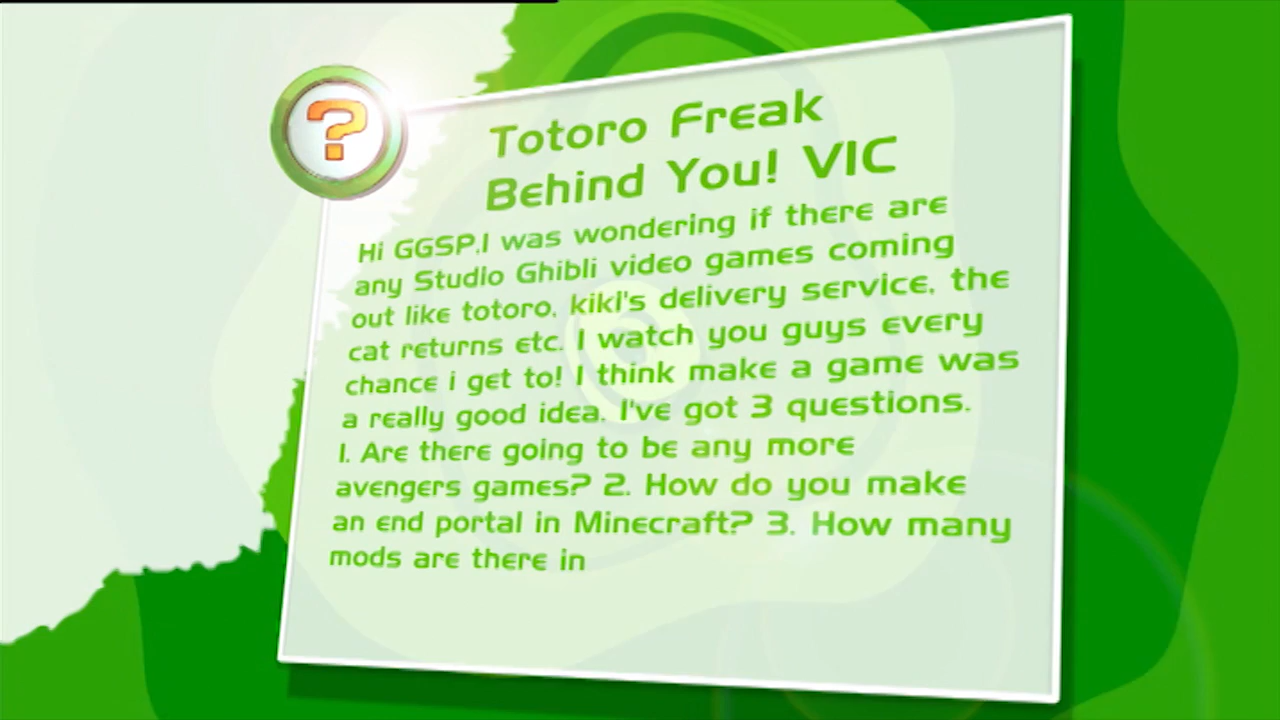 ?
Totoro Freak
Behind You! VIC
Hi GGSP,I was wondering if there are
any Studio Ghibli video games coming
out like totoro, kiki's delivery service, the
cat returns etc. I watch you guys every
chance i get to! I think make a game was
a really good idea. I've got 3 questions.
1. Are there going to be any more
avengers games? 2. How do you make
an end portal in Minecraft? 3. How many
mods are there in